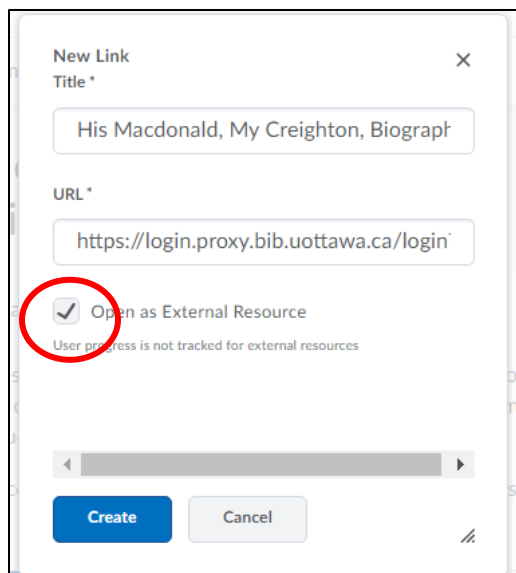 New Link
Title *
His Macdonald, My Creighton, Biograph
URL *
https://login.proxy.bib.uottawa.ca/login
Open as External Resource
User progress is not tracked for external resources
Create
Cancel